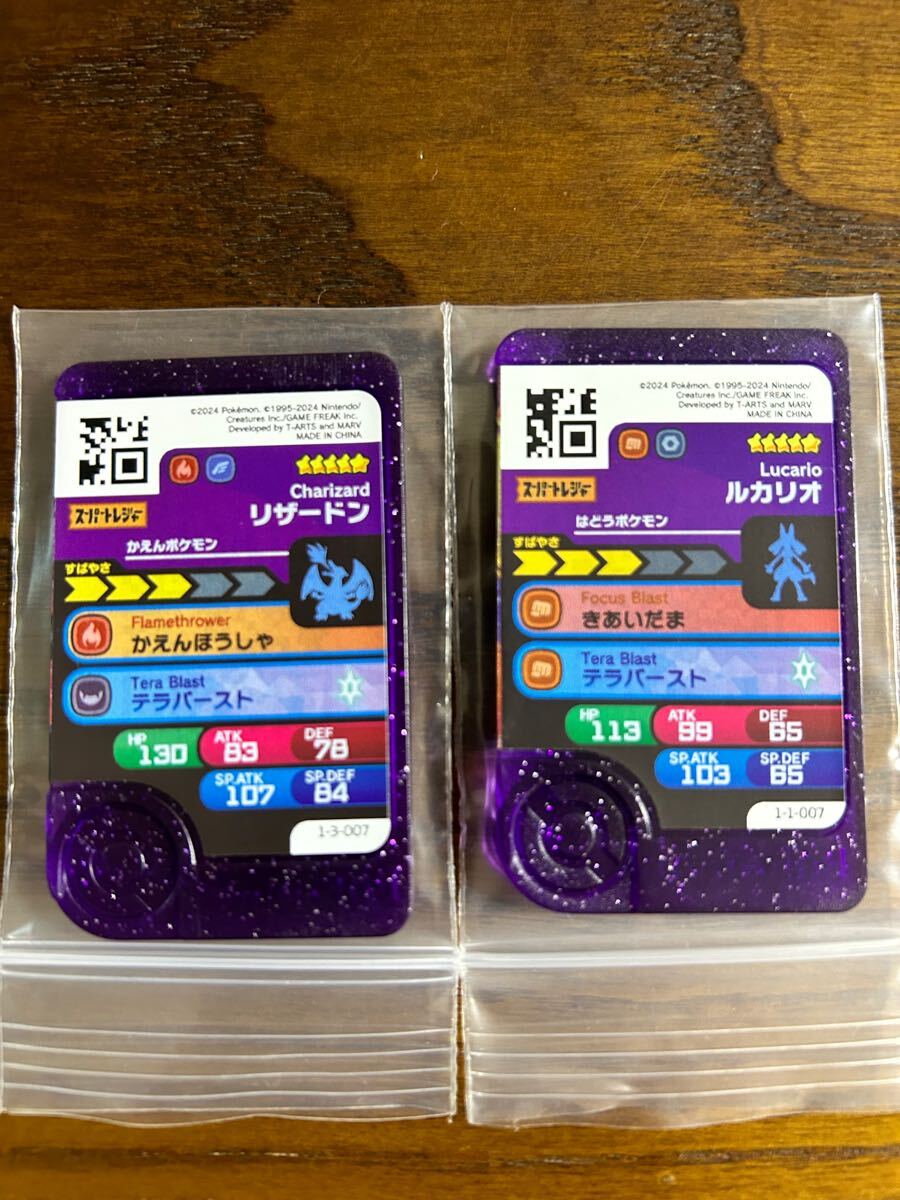 ©2024 Pokémon. ©1995-2024 Nintendo/
Creatures Inc./GAME FREAK Inc.
Developed by T-ARTS and MARV
MADE IN CHINA
Charizard
スーパートレジャー
リザードン
かえんポケモン
すばやさ
Flamethrower
かえんほうしゃ
Tera Blast
テラバースト
HP
130
ATK
83
DEF
78
SP.ATK
107
SP.DEF
84
1-3-007
©2024 Pokémon. ©1995-2024 Nintendo/
Creatures Inc./GAME FREAK Inc.
Developed by T-ARTS and MARV
MADE IN CHINA
Lucario
スーパートレジャー
ルカリオ
はどうポケモン
すばやさ
Focus Blast
きあいだま
Tera Blast
テラバースト
HP
113
ATK
99
DEF
65
SP.ATK
103
SP.DEF
65
1-1-007